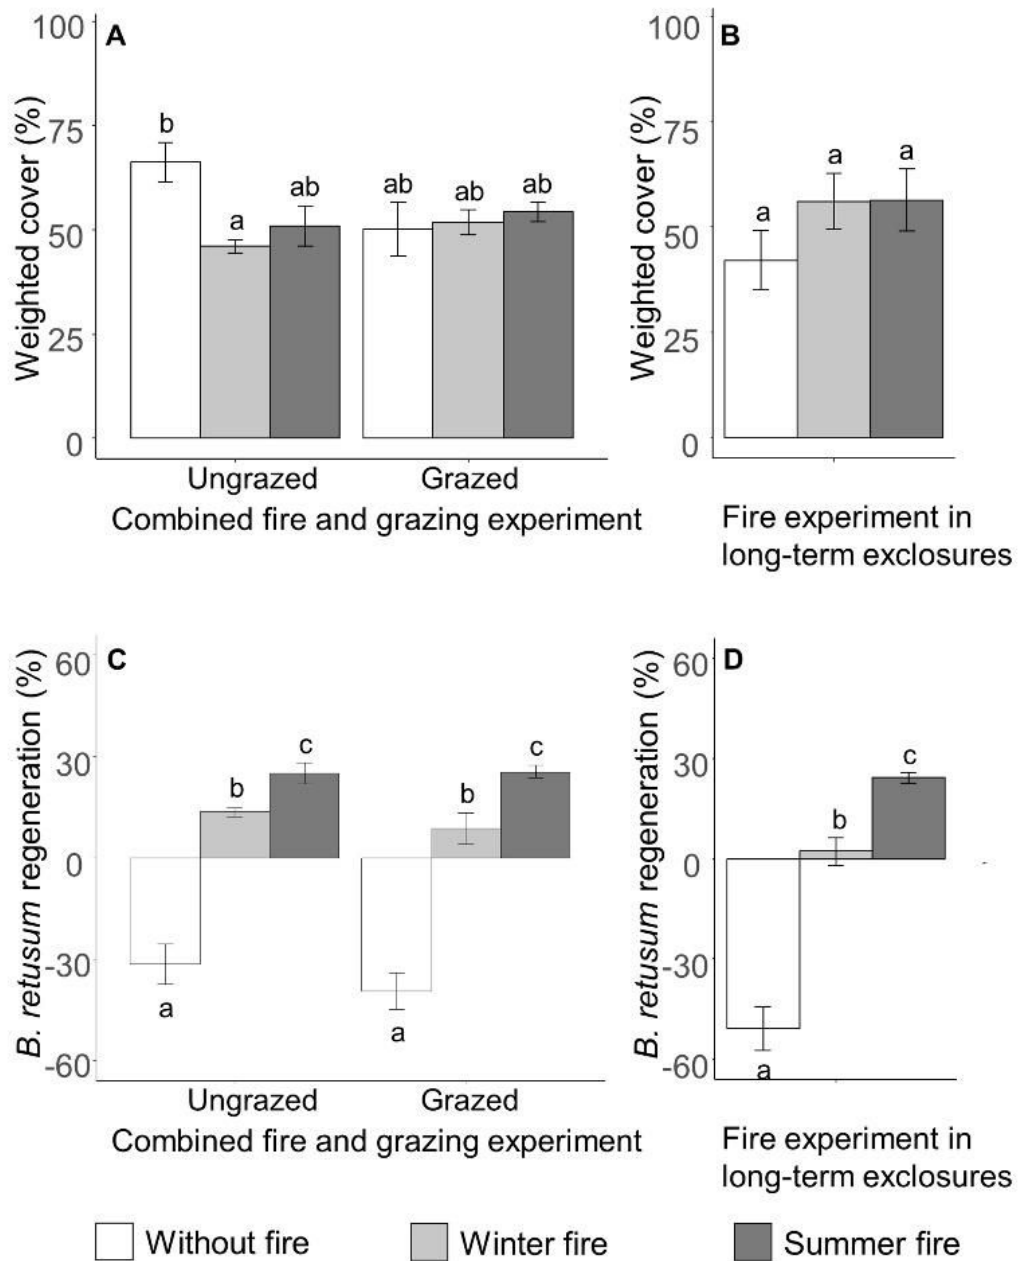 A
Weighted cover (%)
100
75
50
25
0
b
a
ab
ab
ab
ab
Ungrazed
Grazed
Combined fire and grazing experiment
B
Weighted cover (%)
100
75
50
25
0
a
a
a
Fire experiment in
long-term exclosures
C
B. retusum regeneration (%)
60
30
0
-30
-60
a
b
c
a
b
c
Ungrazed
Grazed
Combined fire and grazing experiment
D
B. retusum regeneration (%)
60
30
0
-30
-60
a
b
c
Fire experiment in
long-term exclosures
Without fire
Winter fire
Summer fire